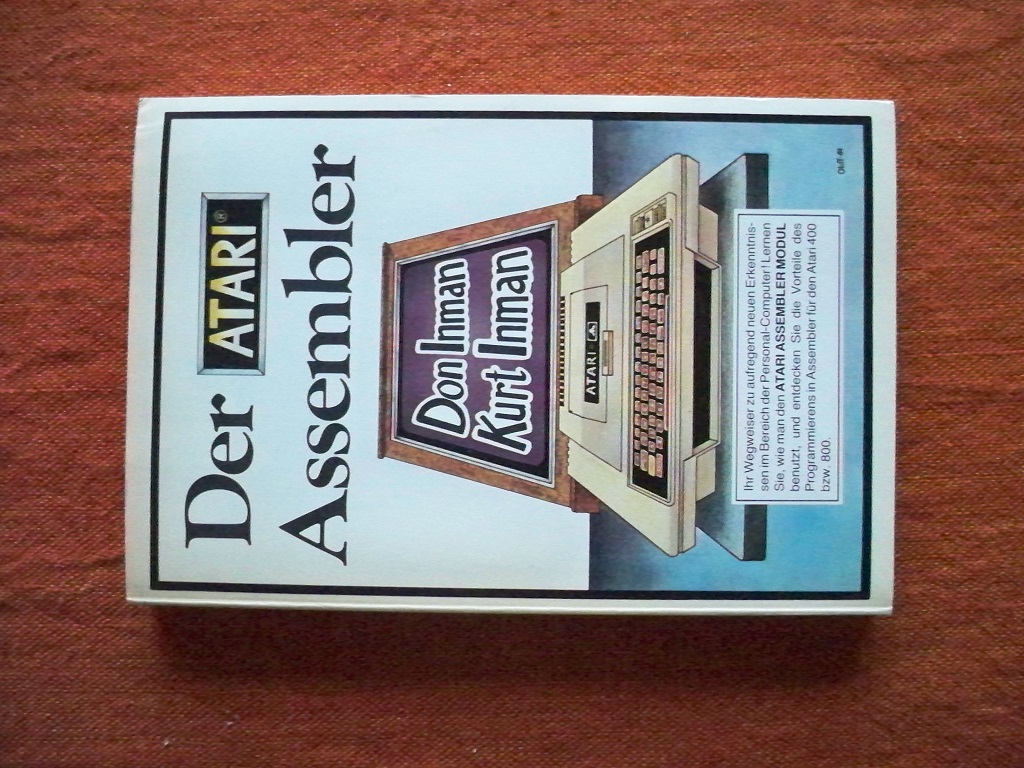 Der ATARI®
Assembler
Don Inman
Kurt Inman
ATARI
Ihr Wegweiser zu aufregend neuen Erkenntnis-
sen im Bereich der Personal-Computer! Lernen
Sie, wie man den ATARI ASSEMBLER MODUL
benutzt, und entdecken Sie die Vorteile des
Programmierens in Assembler für den Atari 400
bzw. 800.